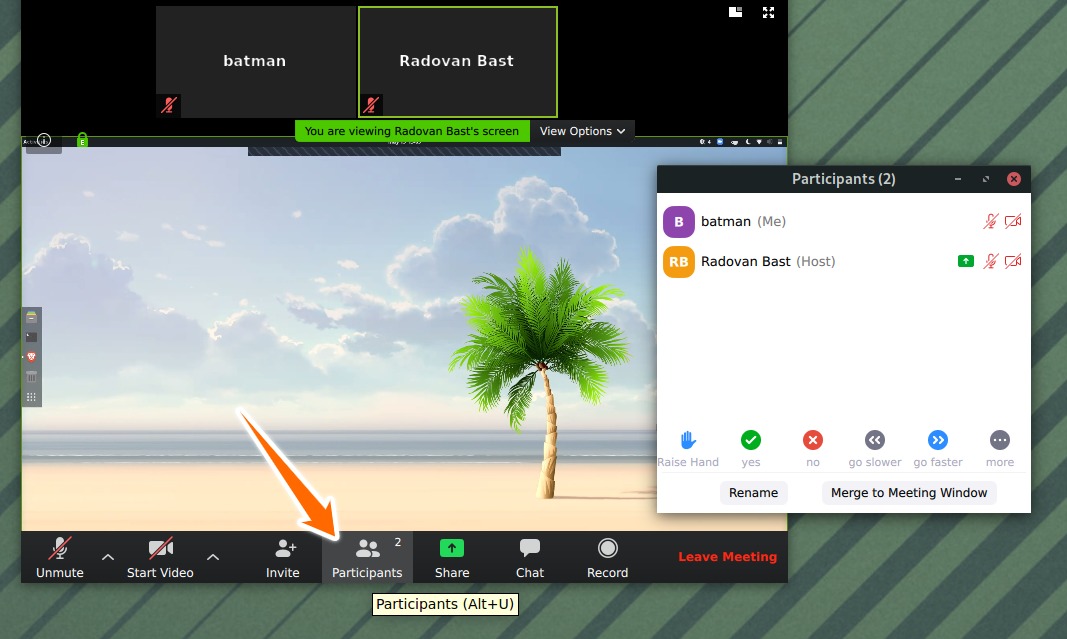 batman
Radovan Bast
You are viewing Radovan Bast's screen
View Options
E
Participants (2)
B batman (Me)
RB Radovan Bast (Host)
Raise Hand yes no go slower go faster more
Rename Merge to Meeting Window
2
Unmute Start Video Invite Participants Share Chat Record Leave Meeting
Participants (Alt+U)